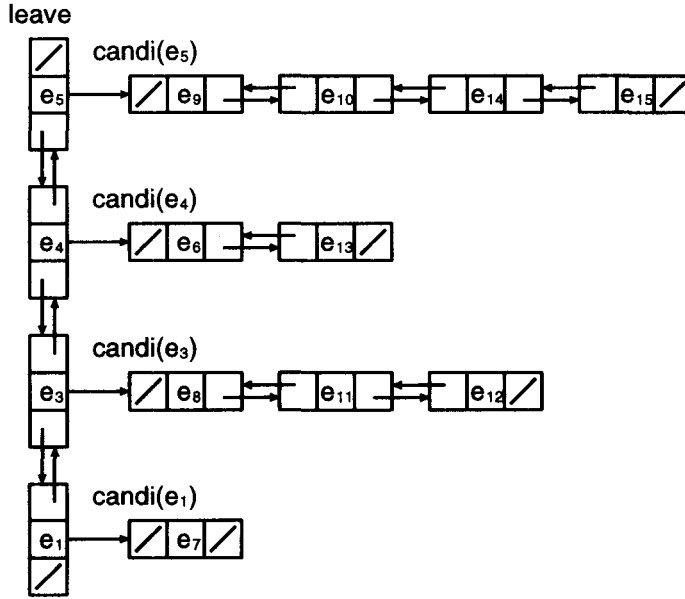 leave
candi(e₅)
e₅ e₉ e₁₀ e₁₄ e₁₅
candi(e₄)
e₄ e₆ e₁₃
candi(e₃)
e₃ e₈ e₁₁ e₁₂
candi(e₁)
e₁ e₇